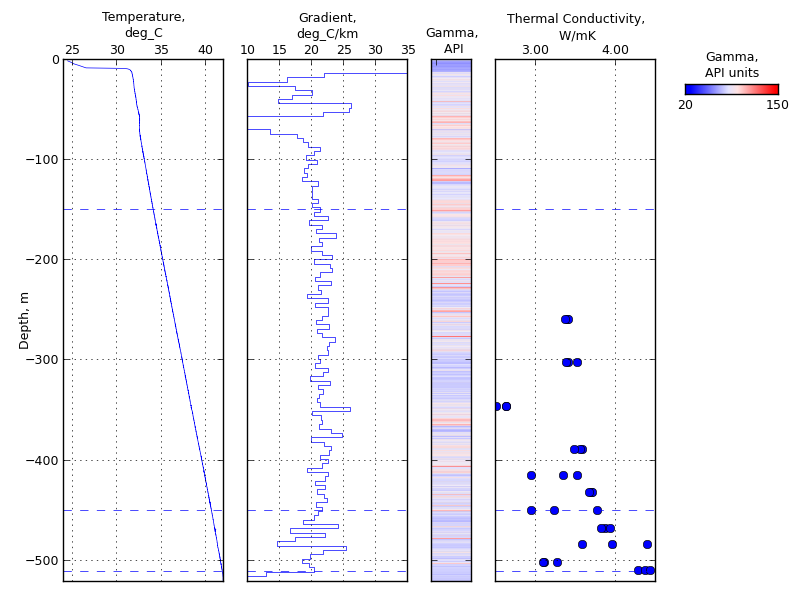 Temperature,
deg_C
25 30 35 40
Gradient,
deg_C/km
10 15 20 25 30 35
Gamma,
API
Thermal Conductivity,
W/mK
3.00 4.00
Gamma,
API units
20 150
Depth, m
0
−100
−200
−300
−400
−500